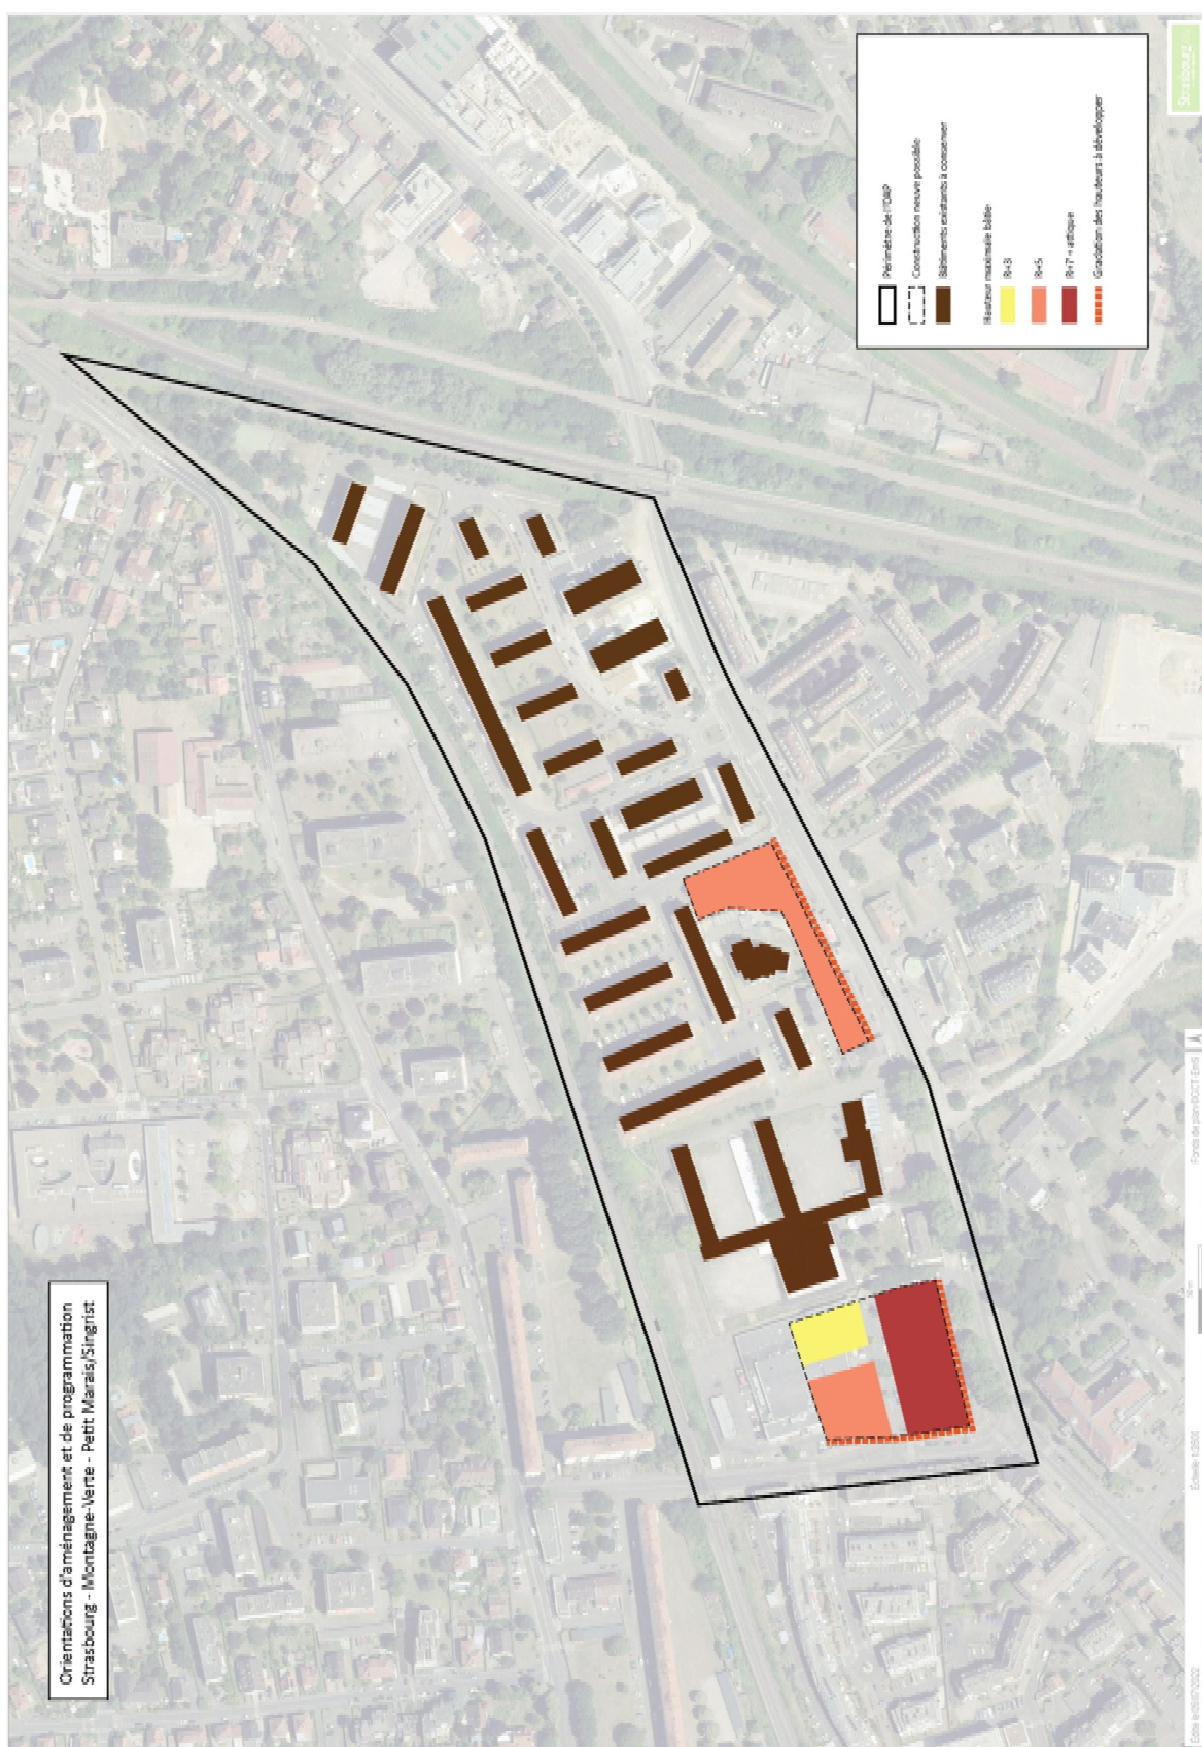 Orientations d'aménagement et de programmation
Strasbourg - Montagne-Verte - Petit Marais/Singrist
Périmètre de l'OAP
Construction neuve possible
Bâtiments existants à conserver
Hauteur maximale bâtie
R+3
R+5
R+7 + attique
Gradation des hauteurs à développer
Strasbourg